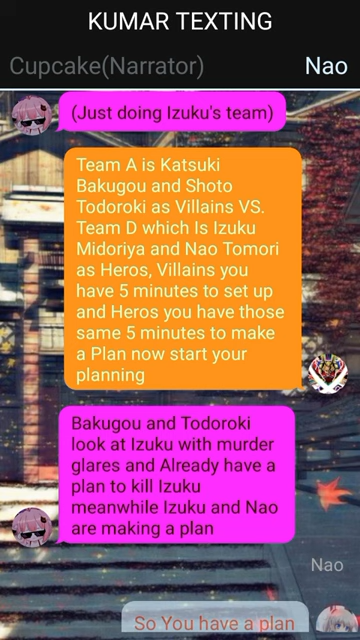 KUMAR TEXTING
Cupcake(Narrator)
Nao
(Just doing Izuku's team)
Team A is Katsuki
Bakugou and Shoto
Todoroki as Villains VS.
Team D which Is Izuku
Midoriya and Nao Tomori
as Heros, Villains you
have 5 minutes to set up
and Heros you have those
same 5 minutes to make
a Plan now start your
planning
Bakugou and Todoroki
look at Izuku with murder
glares and Already have a
plan to kill Izuku
meanwhile Izuku and Nao
are making a plan
Nao
So You have a plan